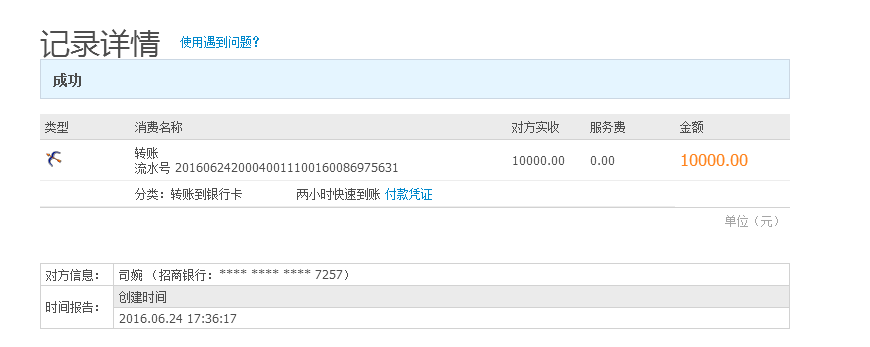 记录详情 使用遇到问题？
成功
类型 消费名称 对方实收 服务费 金额
转账
流水号 20160624200040011100160086975631 10000.00 0.00 10000.00
分类：转账到银行卡 两小时快速到账 付款凭证
单位（元）
对方信息： 司婉 （招商银行：**** **** **** 7257）
时间报告： 创建时间
2016.06.24 17:36:17